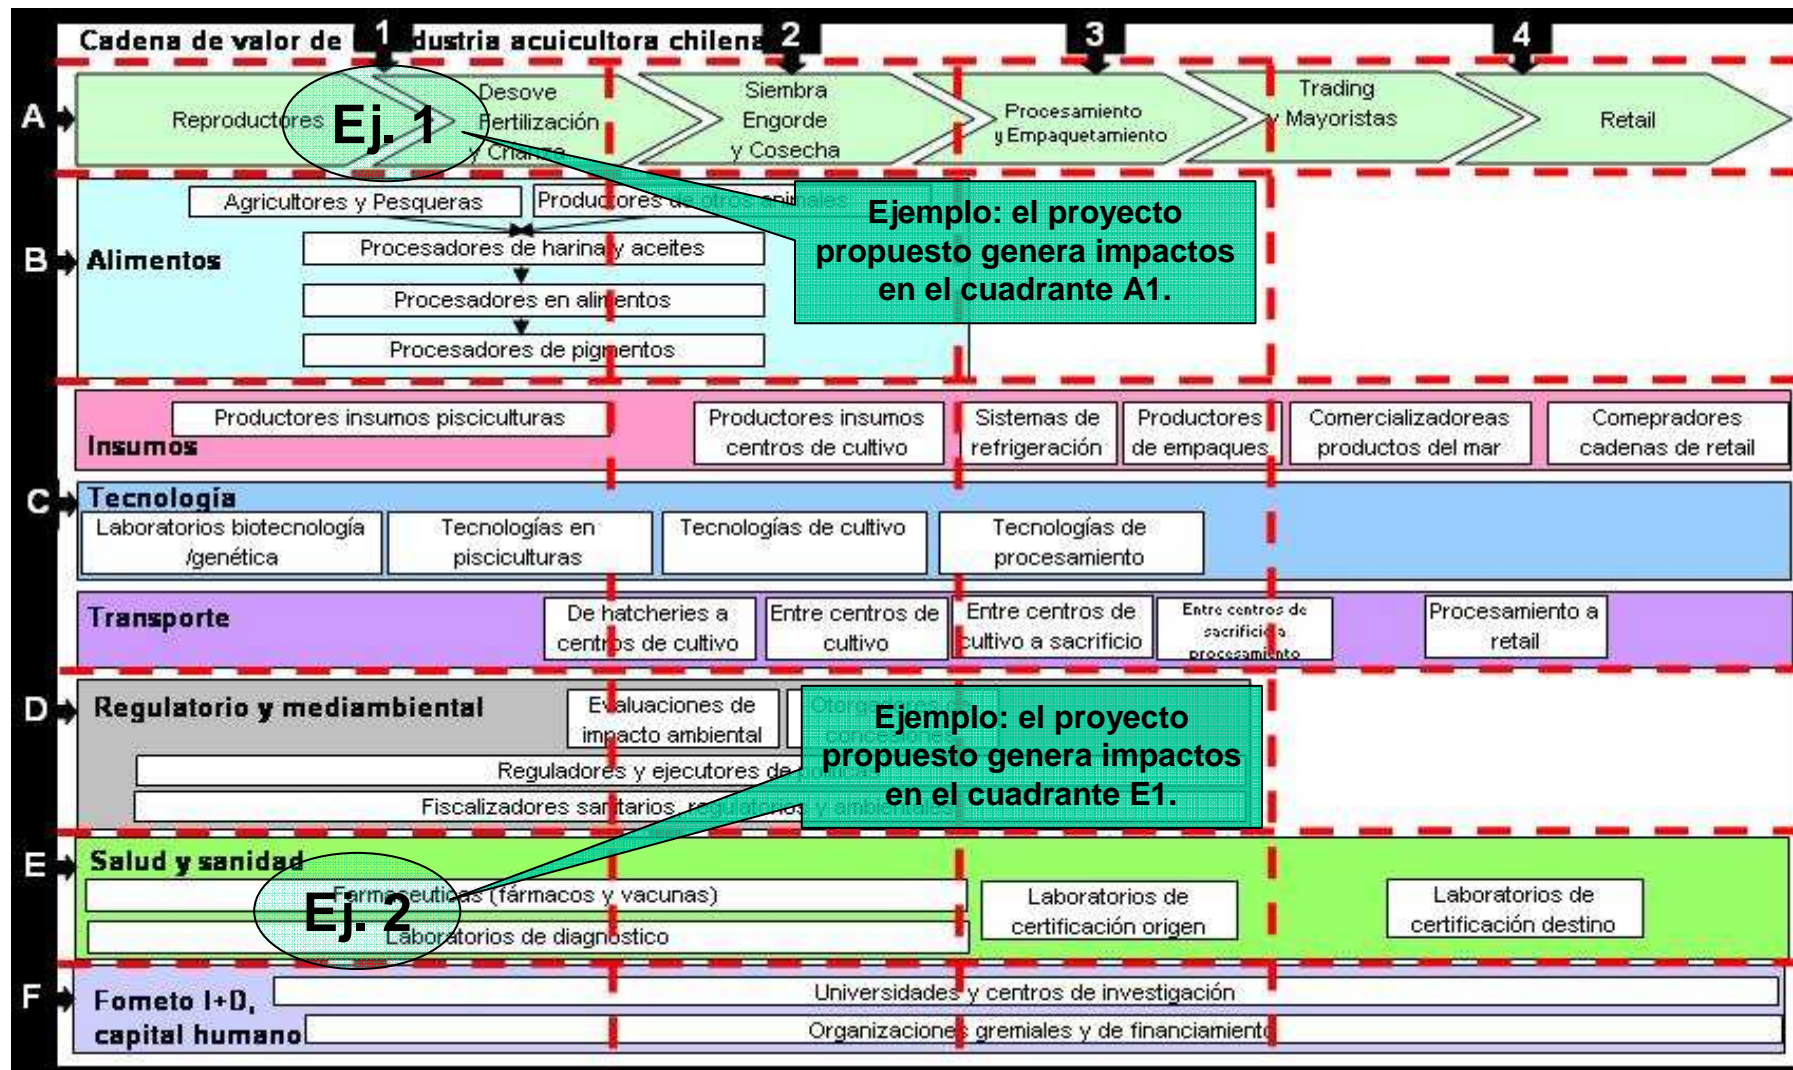 1
2
3
4
Cadena de valor de dustria acuicultora chilena
A
Reproductores
Desove
Fertilización
y Crianza
Siembra
Engorde
y Cosecha
Procesamiento
y Empaquetamiento
Trading
y Mayoristas
Retail
Ej. 1
Ejemplo: el proyecto
propuesto genera impactos
en el cuadrante A1.
B
Alimentos
Agricultores y Pesqueras
Productores de otros animales
Procesadores de harina y aceites
Procesadores en alimentos
Procesadores de pigmentos
Insumos
Productores insumos pisciculturas
Productores insumos
centros de cultivo
Sistemas de
refrigeración
Productores
de empaques
Comercializadoreas
productos del mar
Comepradores
cadenas de retail
C
Tecnología
Laboratorios biotecnología
/genética
Tecnologías en
pisciculturas
Tecnologías de cultivo
Tecnologías de
procesamiento
Transporte
De hatcheries a
centros de cultivo
Entre centros de
cultivo
Entre centros de
cultivo a sacrificio
Entre centros de
sacrificio a
procesamiento
Procesamiento a
retail
D
Regulatorio y mediambiental
Evaluaciones de
impacto ambiental
Otorgadores de
concesiones
Reguladores y ejecutores de políticas
Fiscalizadores sanitarios, regulatorios y ambientales
Ejemplo: el proyecto
propuesto genera impactos
en el cuadrante E1.
E
Salud y sanidad
Farmaseuticas (fármacos y vacunas)
Laboratorios de diagnostico
Ej. 2
Laboratorios de
certificación origen
Laboratorios de
certificación destino
F
Fometo I+D,
capital humano
Universidades y centros de investigación
Organizaciones gremiales y de financiamiento